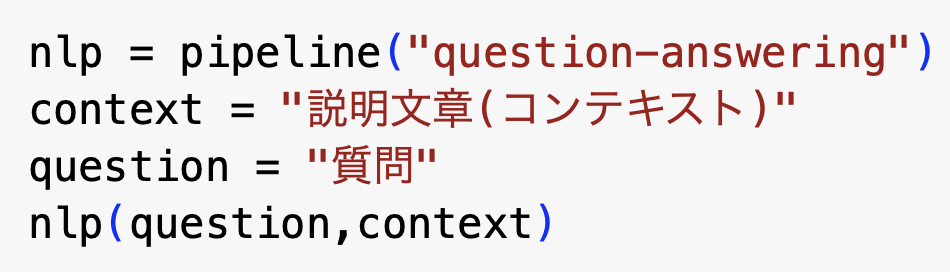 nlp = pipeline("question-answering")
context = "説明文章(コンテキスト)"
question = "質問"
nlp(question,context)